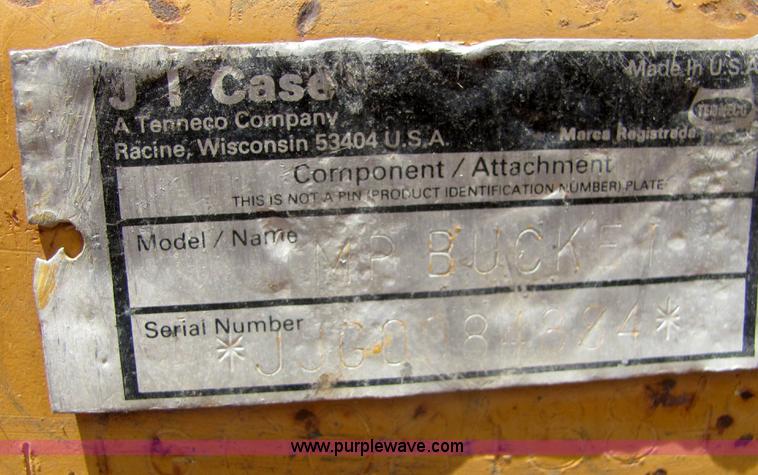 J I Case
A Tenneco Company
Racine, Wisconsin 53404 U.S.A.
Made In U.S.A
TENNECO
Marca Registrada
Component / Attachment
THIS IS NOT A PIN (PRODUCT IDENTIFICATION NUMBER) PLATE
Model / Name
MP BUCKET
Serial Number
www.purplewave.com